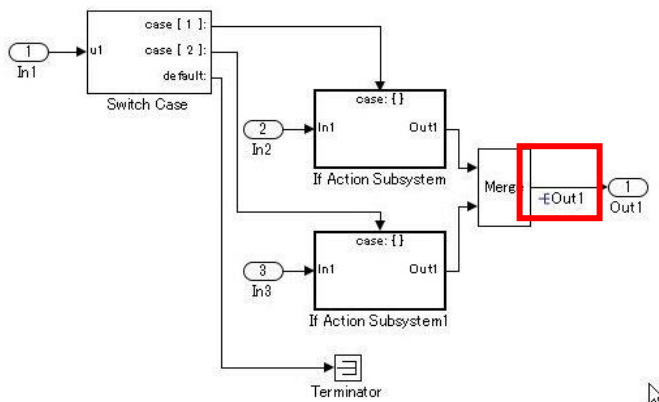 case [ 1 ]:
1
u1
case [ 2 ]:
In1
default:
Switch Case
case: { }
2
In1
Out1
In2
If Action Subsystem
Merge
1
Out1
Out1
case: { }
3
In1
Out1
In3
If Action Subsystem1
Terminator